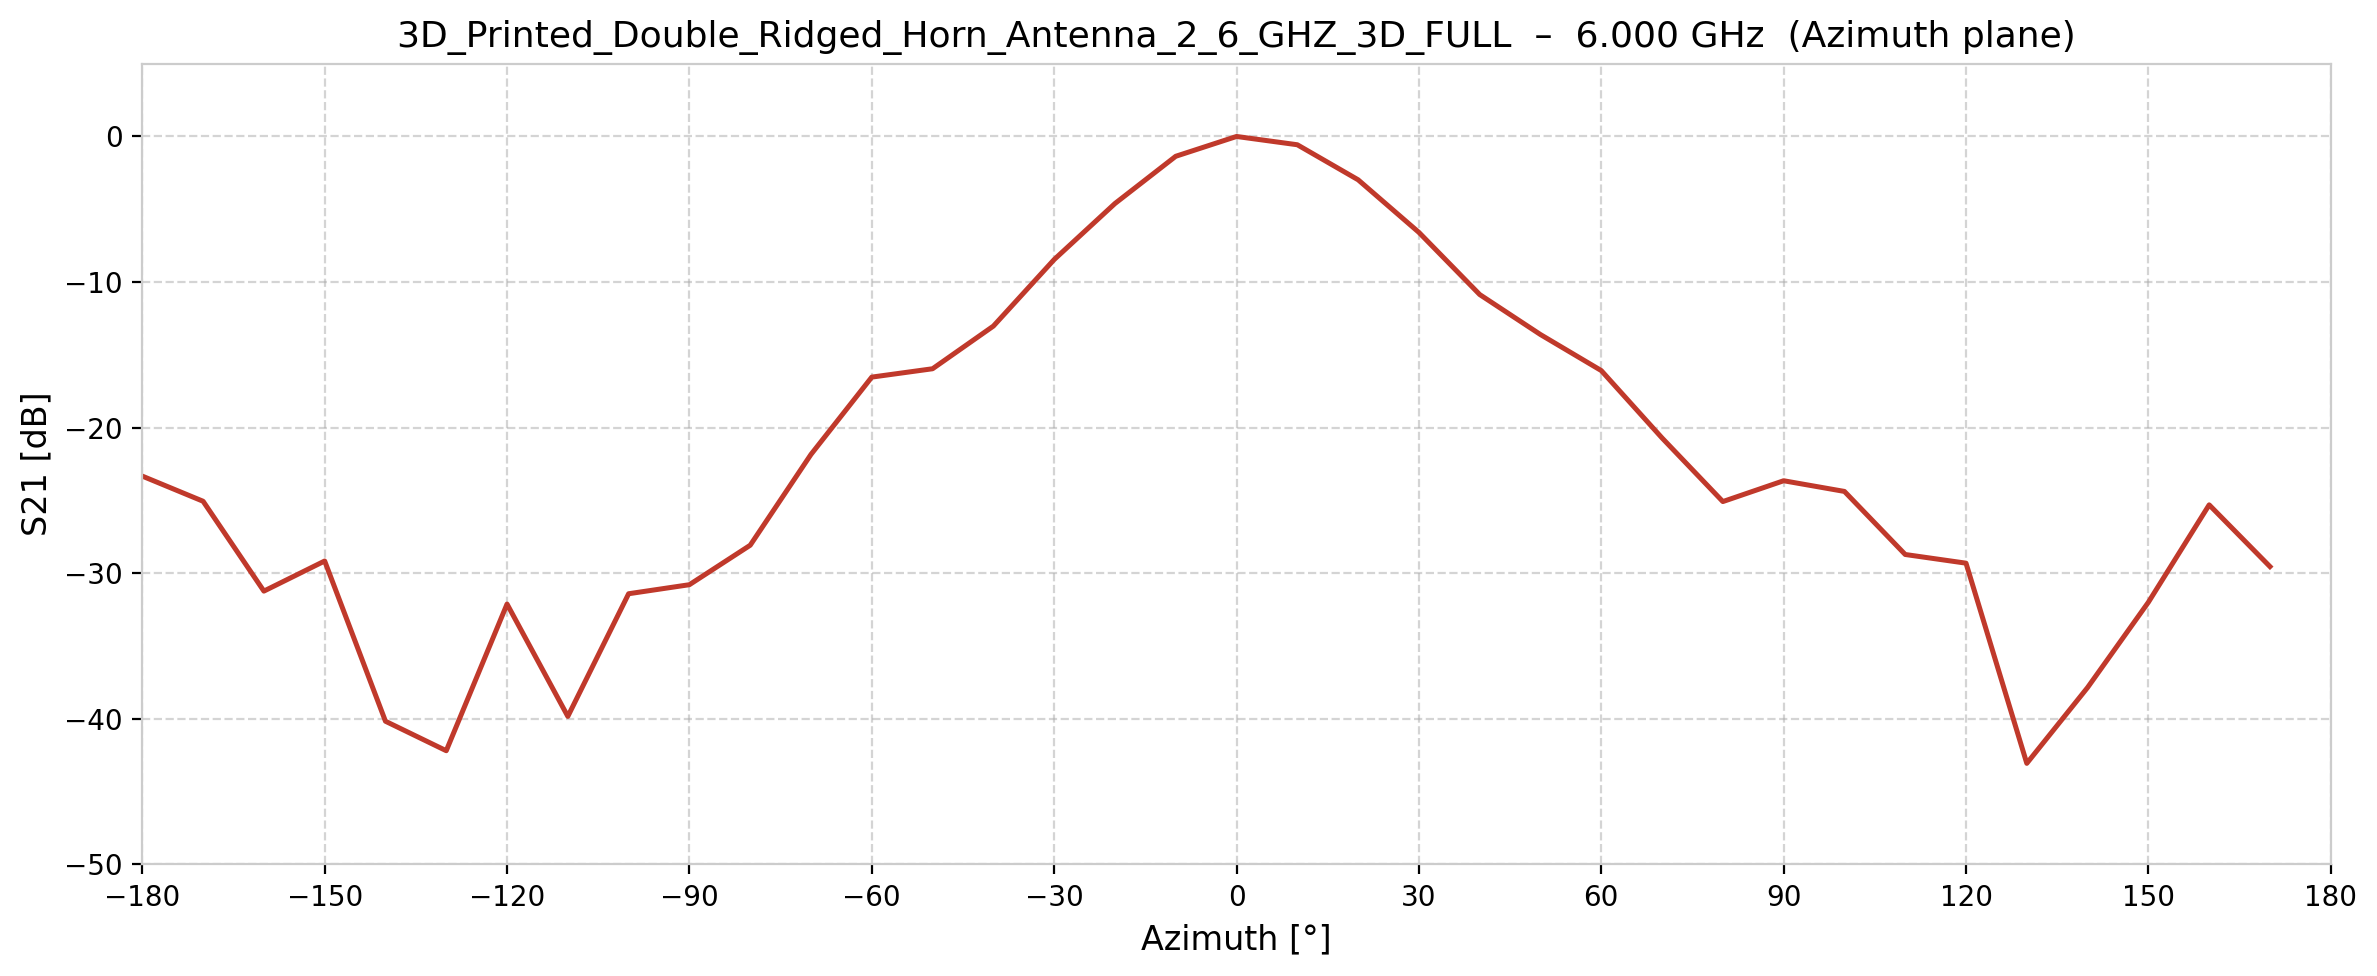 3D_Printed_Double_Ridged_Horn_Antenna_2_6_GHZ_3D_FULL – 6.000 GHz (Azimuth plane)
S21 [dB]
0
−10
−20
−30
−40
−50
−180 −150 −120 −90 −60 −30 0 30 60 90 120 150 180
Azimuth [°]